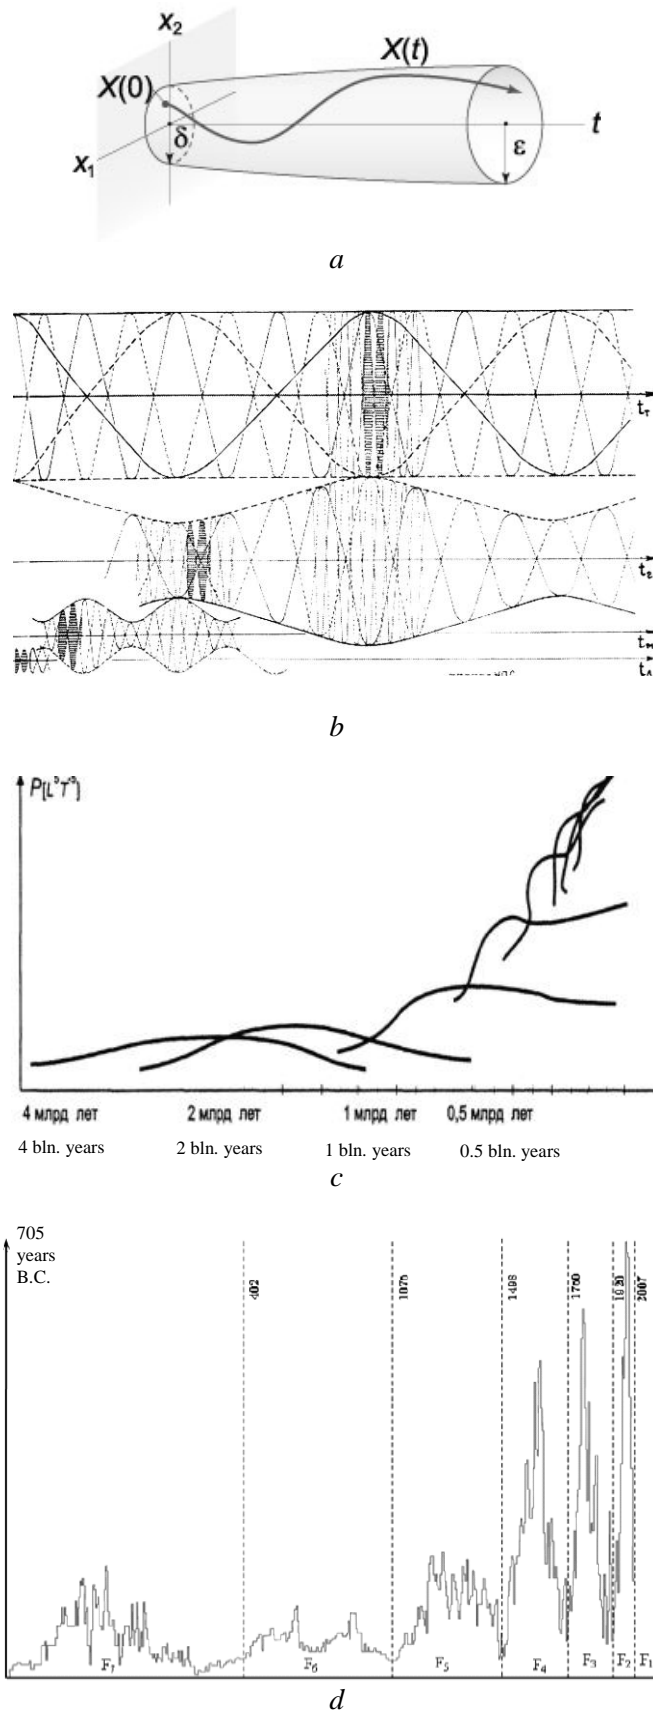 x₂
X(t)
X(0)
δ
t
x₁
ε
a
tᴛ
b
4 млрд лет 2 млрд лет 1 млрд лет 0,5 млрд лет
4 bln. years 2 bln. years 1 bln. years 0.5 bln. years
c
705
years
B.C.
402 1076 1498 1760 1920 2007
F₇ F₆ F₅ F₄ F₃ F₂ F₁
d